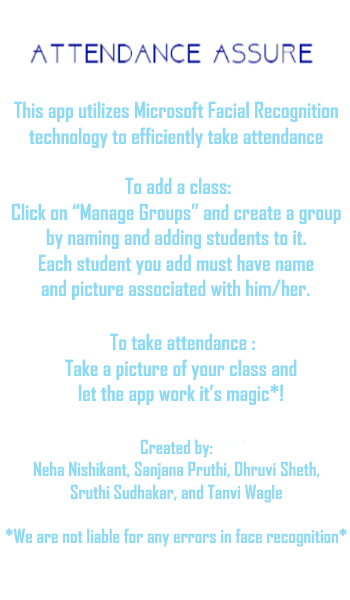 ATTENDANCE ASSURE
This app utilizes Microsoft Facial Recognition
technology to efficiently take attendance
To add a class:
Click on “Manage Groups” and create a group
by naming and adding students to it.
Each student you add must have name
and picture associated with him/her.
To take attendance :
Take a picture of your class and
let the app work it’s magic*!
Created by:
Neha Nishikant, Sanjana Pruthi, Dhruvi Sheth,
Sruthi Sudhakar, and Tanvi Wagle
*We are not liable for any errors in face recognition*